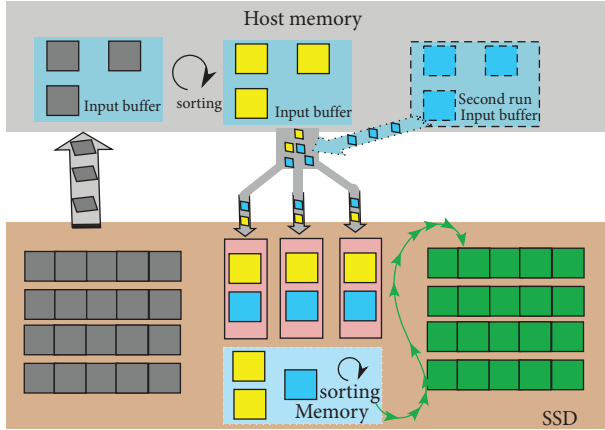 Host memory
Input buffer
sorting
Input buffer
Second run
Input buffer
sorting
Memory
SSD